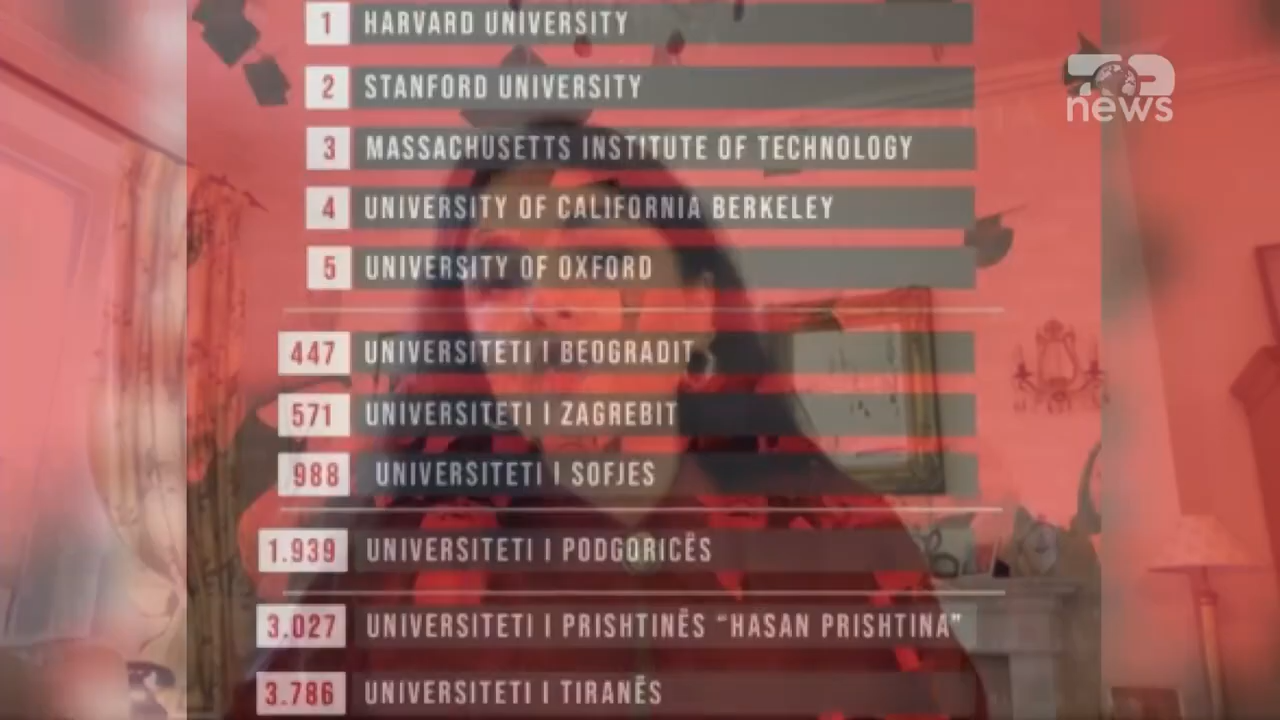 1 HARVARD UNIVERSITY
2 STANFORD UNIVERSITY
3 MASSACHUSETTS INSTITUTE OF TECHNOLOGY
4 UNIVERSITY OF CALIFORNIA BERKELEY
5 UNIVERSITY OF OXFORD
447 UNIVERSITETI I BEOGRADIT
571 UNIVERSITETI I ZAGREBIT
988 UNIVERSITETI I SOFJES
1.939 UNIVERSITETI I PODGORICËS
3.027 UNIVERSITETI I PRISHTINËS “HASAN PRISHTINA”
3.786 UNIVERSITETI I TIRANËS
news